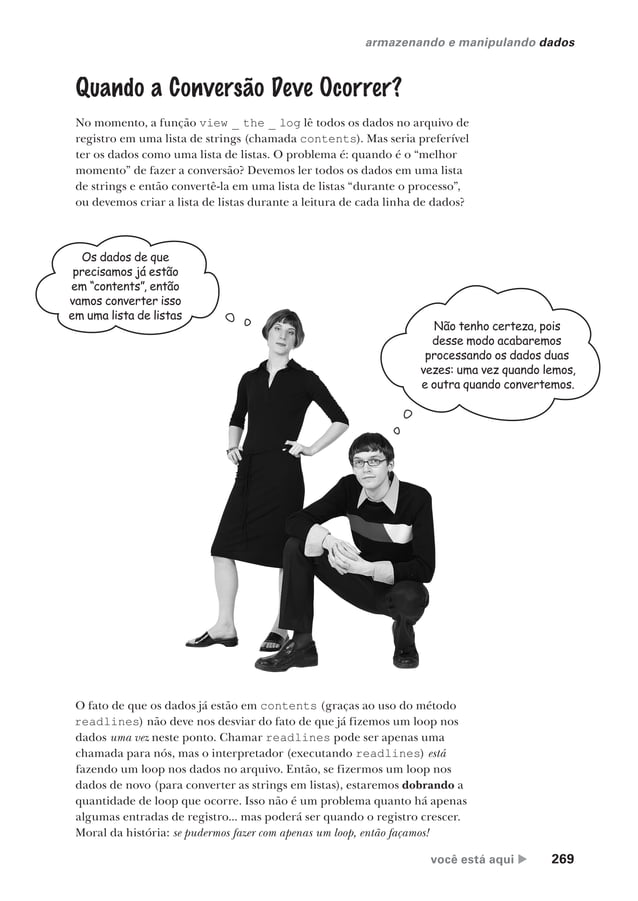 armazenando e manipulando dados
Quando a Conversão Deve Ocorrer?
No momento, a função view _ the _ log lê todos os dados no arquivo de
registro em uma lista de strings (chamada contents). Mas seria preferível
ter os dados como uma lista de listas. O problema é: quando é o “melhor
momento” de fazer a conversão? Devemos ler todos os dados em uma lista
de strings e então convertê-la em uma lista de listas “durante o processo”,
ou devemos criar a lista de listas durante a leitura de cada linha de dados?
Os dados de que
precisamos já estão
em “contents”, então
vamos converter isso
em uma lista de listas
Não tenho certeza, pois
desse modo acabaremos
processando os dados duas
vezes: uma vez quando lemos,
e outra quando convertemos.
O fato de que os dados já estão em contents (graças ao uso do método
readlines) não deve nos desviar do fato de que já fizemos um loop nos
dados uma vez neste ponto. Chamar readlines pode ser apenas uma
chamada para nós, mas o interpretador (executando readlines) está
fazendo um loop nos dados no arquivo. Então, se fizermos um loop nos
dados de novo (para converter as strings em listas), estaremos dobrando a
quantidade de loop que ocorre. Isso não é um problema quanto há apenas
algumas entradas de registro... mas poderá ser quando o registro crescer.
Moral da história: se pudermos fazer com apenas um loop, então façamos!
você está aqui ▶ 269